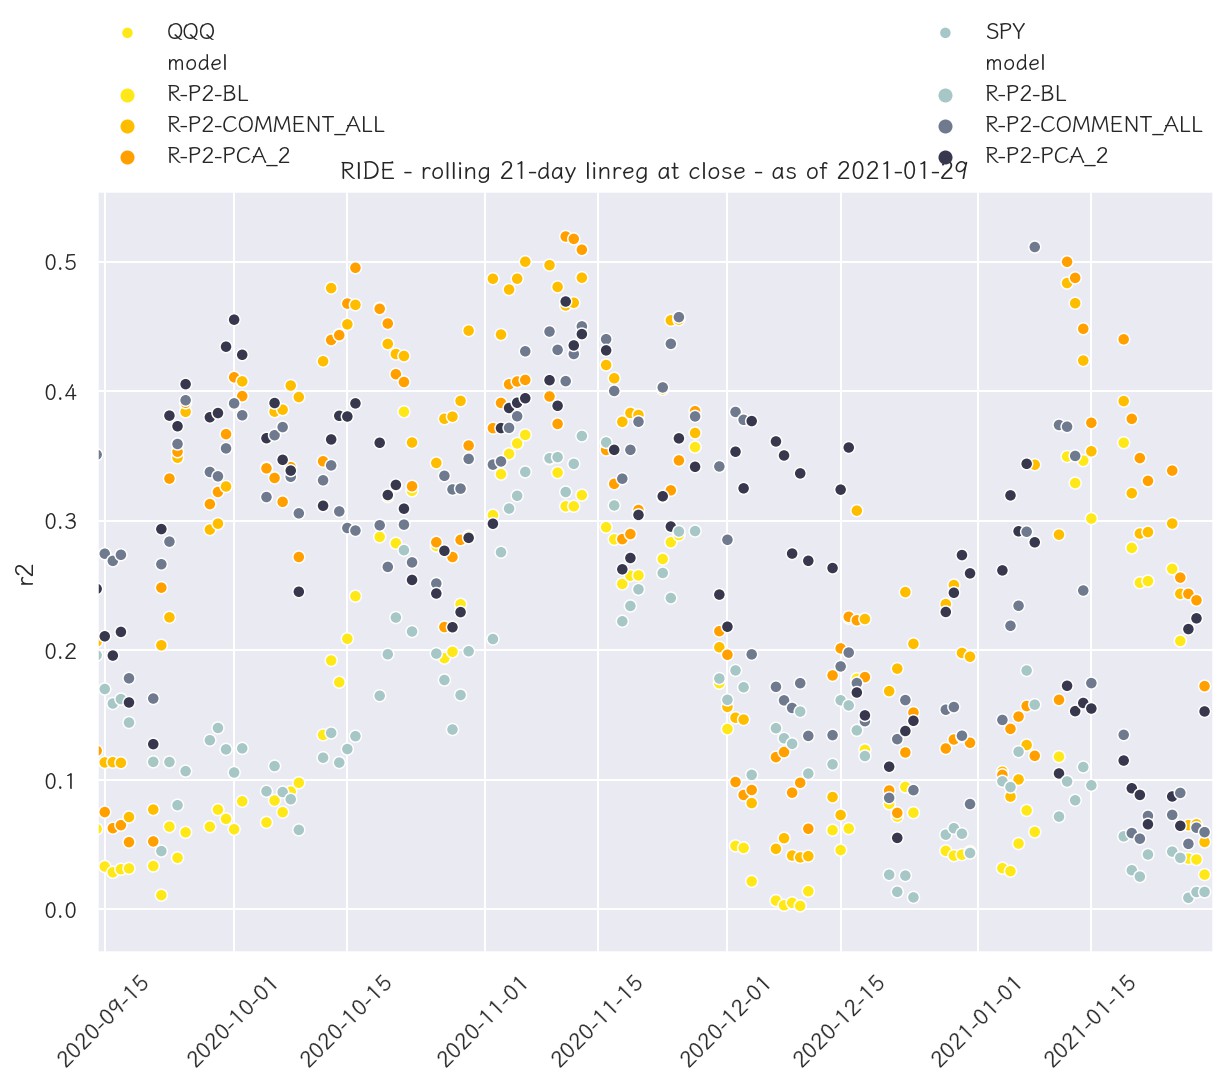 QQQ
model
R-P2-BL
R-P2-COMMENT_ALL
R-P2-PCA_2
SPY
model
R-P2-BL
R-P2-COMMENT_ALL
R-P2-PCA_2
RIDE - rolling 21-day linreg at close - as of 2021-01-29
r2
0.5
0.4
0.3
0.2
0.1
0.0
2020-09-15
2020-10-01
2020-10-15
2020-11-01
2020-11-15
2020-12-01
2020-12-15
2021-01-01
2021-01-15